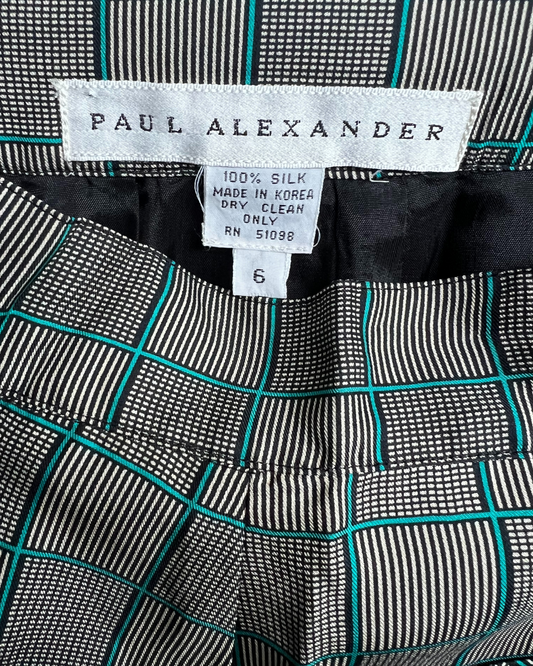 PAUL ALEXANDER
100% SILK
MADE IN KOREA
DRY CLEAN
ONLY
RN 51098
6